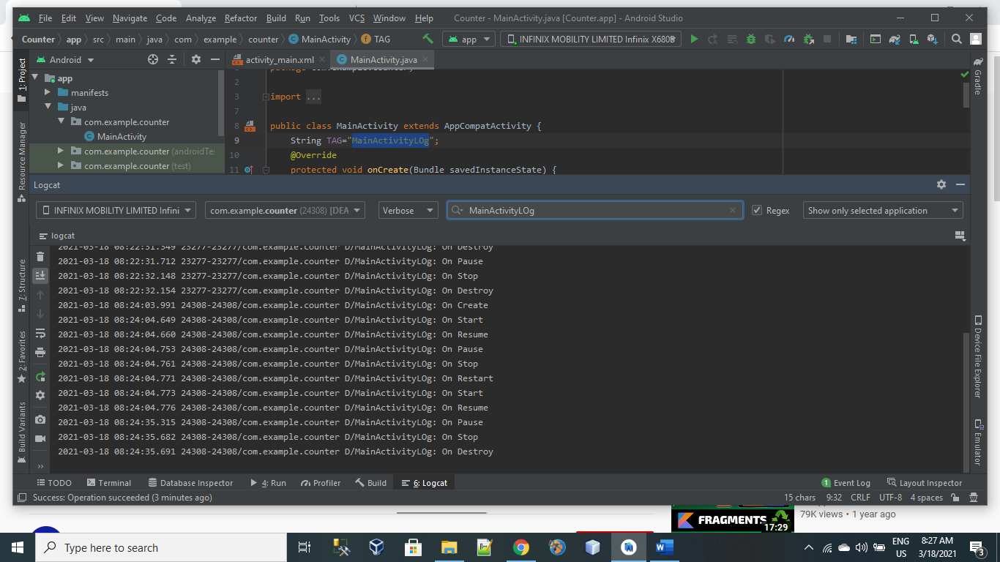 File Edit View Navigate Code Analyze Refactor Build Run Tools VCS Window Help Counter - MainActivity.java [Counter.app] - Android Studio
Counter app src main java com example counter MainActivity TAG app INFINIX MOBILITY LIMITED Infinix X680B
Android activity_main.xml MainActivity.java
1: Project
Resource Manager
7: Structure
2: Favorites
Build Variants
app
manifests
java
com.example.counter
MainActivity
com.example.counter (androidTes
com.example.counter (test)
2
3 import ...
7
8 public class MainActivity extends AppCompatActivity {
9 String TAG="MainActivityLOg";
10 @Override
11 protected void onCreate(Bundle savedInstanceState) {
Gradle
Device File Explorer
Emulator
Logcat
INFINIX MOBILITY LIMITED Infini com.example.counter (24308) [DEA Verbose MainActivityLOg Regex Show only selected application
logcat
2021-03-18 08:22:31.349 23277-23277/com.example.counter D/MainActivityLOg: On Destroy
2021-03-18 08:22:31.712 23277-23277/com.example.counter D/MainActivityLOg: On Pause
2021-03-18 08:22:32.148 23277-23277/com.example.counter D/MainActivityLOg: On Stop
2021-03-18 08:22:32.154 23277-23277/com.example.counter D/MainActivityLOg: On Destroy
2021-03-18 08:24:03.991 24308-24308/com.example.counter D/MainActivityLOg: On Create
2021-03-18 08:24:04.649 24308-24308/com.example.counter D/MainActivityLOg: On Start
2021-03-18 08:24:04.660 24308-24308/com.example.counter D/MainActivityLOg: On Resume
2021-03-18 08:24:04.753 24308-24308/com.example.counter D/MainActivityLOg: On Pause
2021-03-18 08:24:04.761 24308-24308/com.example.counter D/MainActivityLOg: On Stop
2021-03-18 08:24:04.771 24308-24308/com.example.counter D/MainActivityLOg: On Restart
2021-03-18 08:24:04.773 24308-24308/com.example.counter D/MainActivityLOg: On Start
2021-03-18 08:24:04.776 24308-24308/com.example.counter D/MainActivityLOg: On Resume
2021-03-18 08:24:35.315 24308-24308/com.example.counter D/MainActivityLOg: On Pause
2021-03-18 08:24:35.682 24308-24308/com.example.counter D/MainActivityLOg: On Stop
2021-03-18 08:24:35.691 24308-24308/com.example.counter D/MainActivityLOg: On Destroy
TODO Terminal Database Inspector 4: Run Profiler Build 6: Logcat 1 Event Log Layout Inspector
Success: Operation succeeded (3 minutes ago) 15 chars 9:32 CRLF UTF-8 4 spaces
FRAGMENTS 17:29
79K views • 1 year ago
Type here to search
ENG
US
8:27 AM
3/18/2021
3